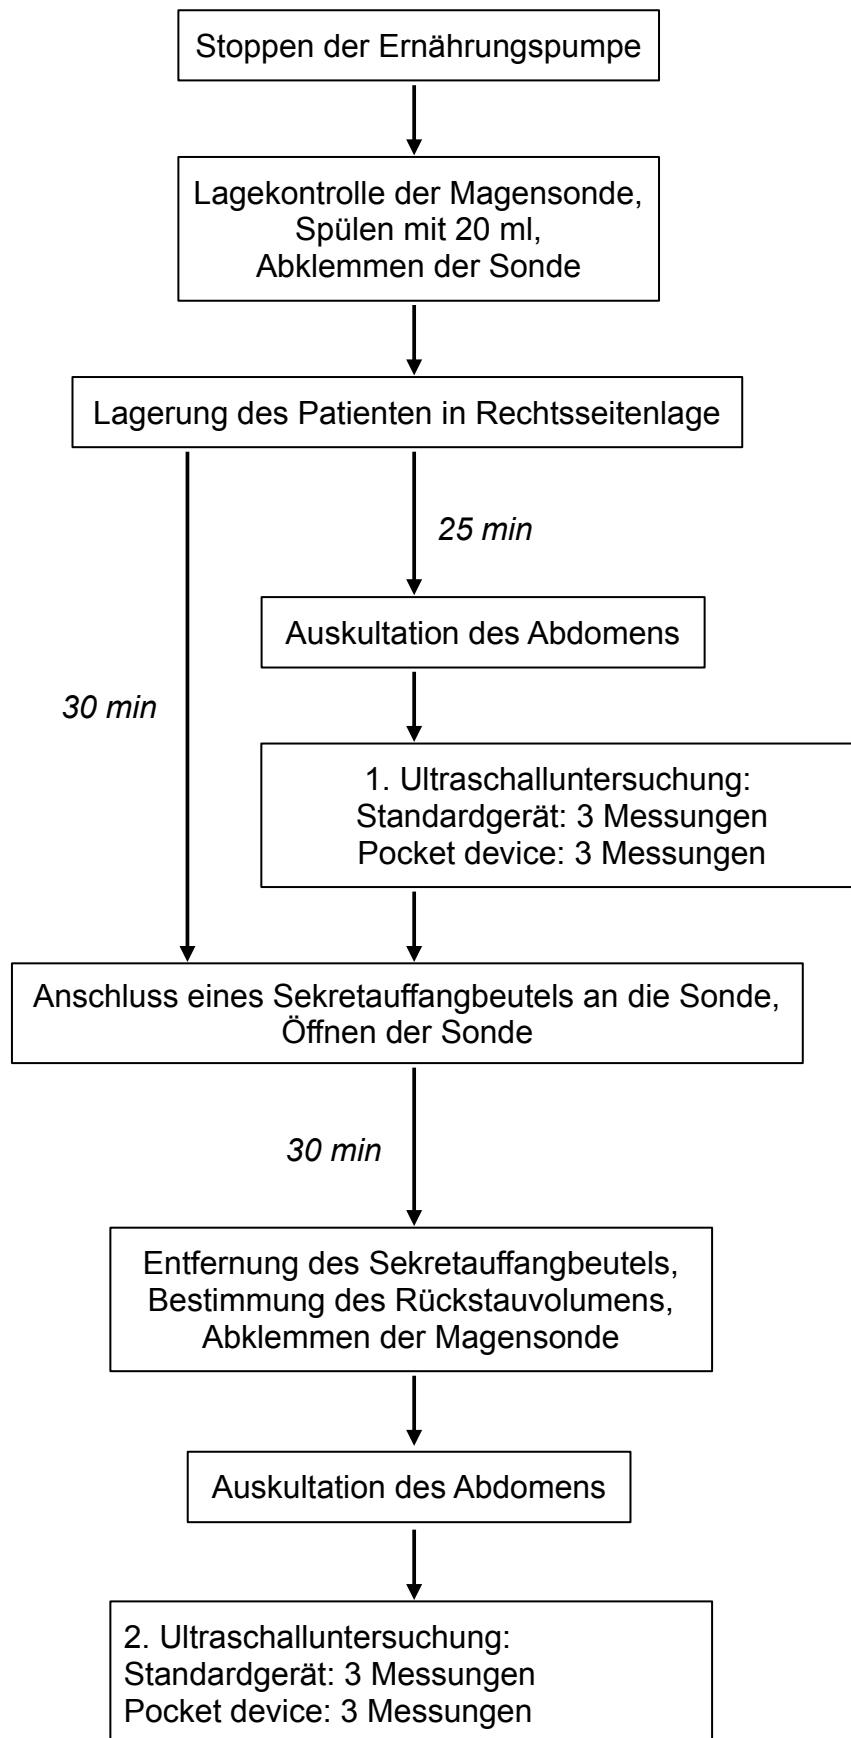 Stoppen der Ernährungspumpe
Lagekontrolle der Magensonde,
Spülen mit 20 ml,
Abklemmen der Sonde
Lagerung des Patienten in Rechtsseitenlage
25 min
Auskultation des Abdomens
30 min
1. Ultraschalluntersuchung:
Standardgerät: 3 Messungen
Pocket device: 3 Messungen
Anschluss eines Sekretauffangbeutels an die Sonde,
Öffnen der Sonde
30 min
Entfernung des Sekretauffangbeutels,
Bestimmung des Rückstauvolumens,
Abklemmen der Magensonde
Auskultation des Abdomens
2. Ultraschalluntersuchung:
Standardgerät: 3 Messungen
Pocket device: 3 Messungen